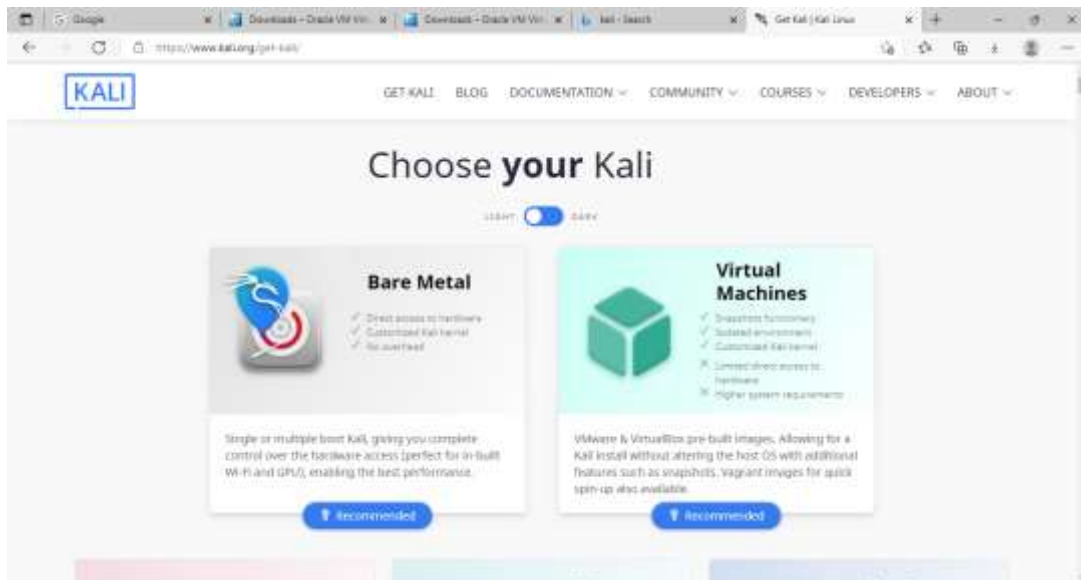 Google
Downloads – Oracle VM Vir
Downloads – Oracle VM Vir
kali - Search
Get Kali | Kali Linux
https://www.kali.org/get-kali/
KALI
GET KALI
BLOG
DOCUMENTATION
COMMUNITY
COURSES
DEVELOPERS
ABOUT
Choose your Kali
LIGHT
DARK
Bare Metal
Direct access to hardware
Customized Kali kernel
No overhead
Single or multiple boot Kali, giving you complete
control over the hardware access (perfect for in-built
Wi-Fi and GPU), enabling the best performance.
Recommended
Virtual
Machines
Snapshots functionary
Isolated environment
Customized Kali kernel
Limited direct access to
hardware
Higher system requirements
VMware & VirtualBox pre-built images. Allowing for a
Kali install without altering the host OS with additional
features such as snapshots. Vagrant images for quick
spin-up also available.
Recommended